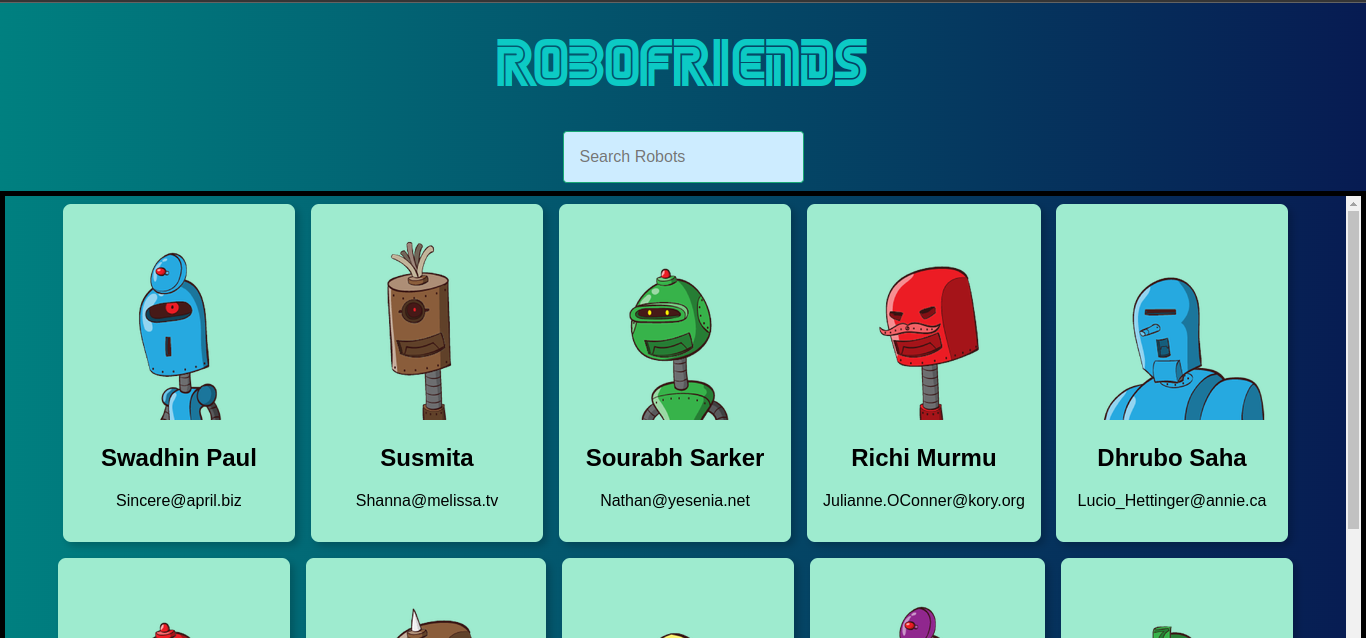 ROBOFRIENDS
Search Robots
Swadhin Paul
Sincere@april.biz
Susmita
Shanna@melissa.tv
Sourabh Sarker
Nathan@yesenia.net
Richi Murmu
Julianne.OConner@kory.org
Dhrubo Saha
Lucio_Hettinger@annie.ca